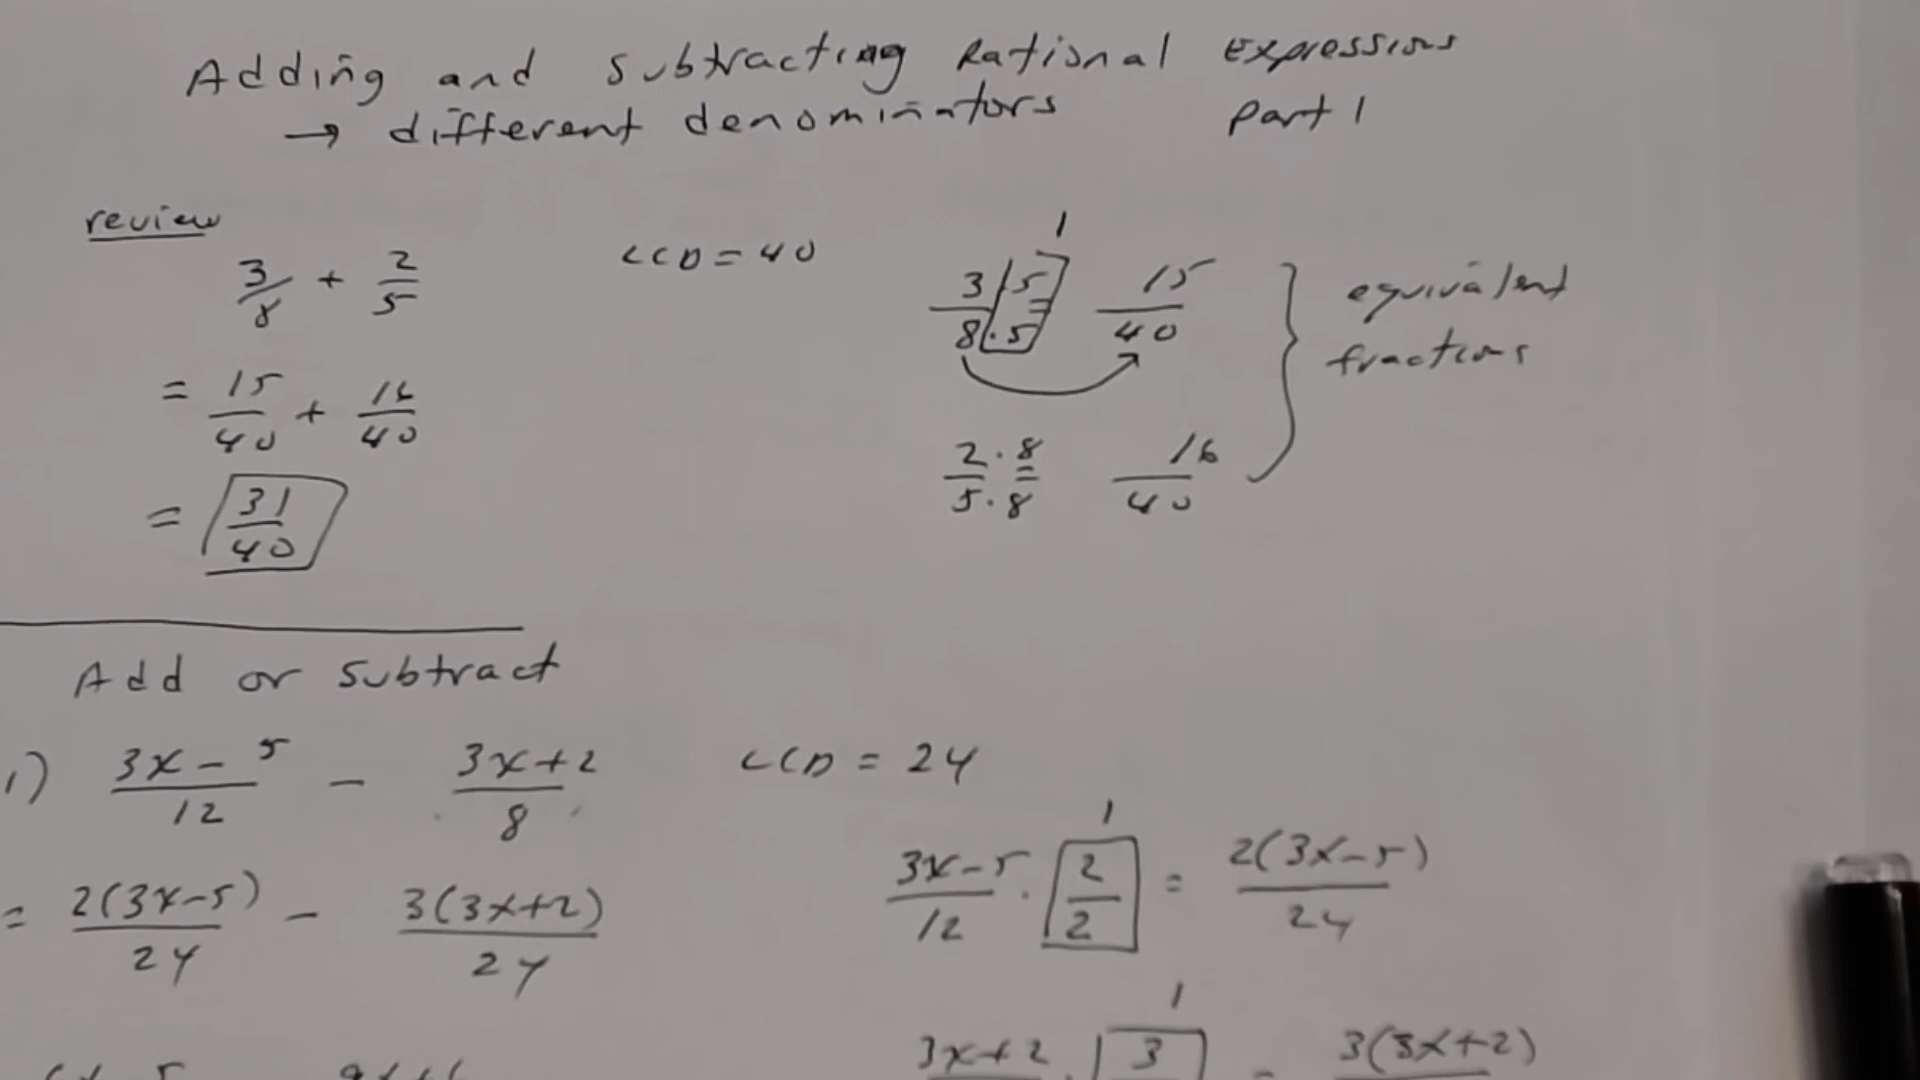 Adding and Subtracting Rational Expressions
→ different denominators Part 1
review
3/8 + 2/5 LCD = 40
= 15/40 + 16/40
= 31/40
1
3/8 · 5/5 = 15/40
2/5 · 8/8 = 16/40
} equivalent
fractions
Add or Subtract
1) (3x - 5)/12 - (3x+2)/8 LCD = 24
= 2(3x-5)/24 - 3(3x+2)/24
1
(3x-5)/12 · 2/2 = 2(3x-5)/24
1
3x+2 · 3 = 3(3x+2)